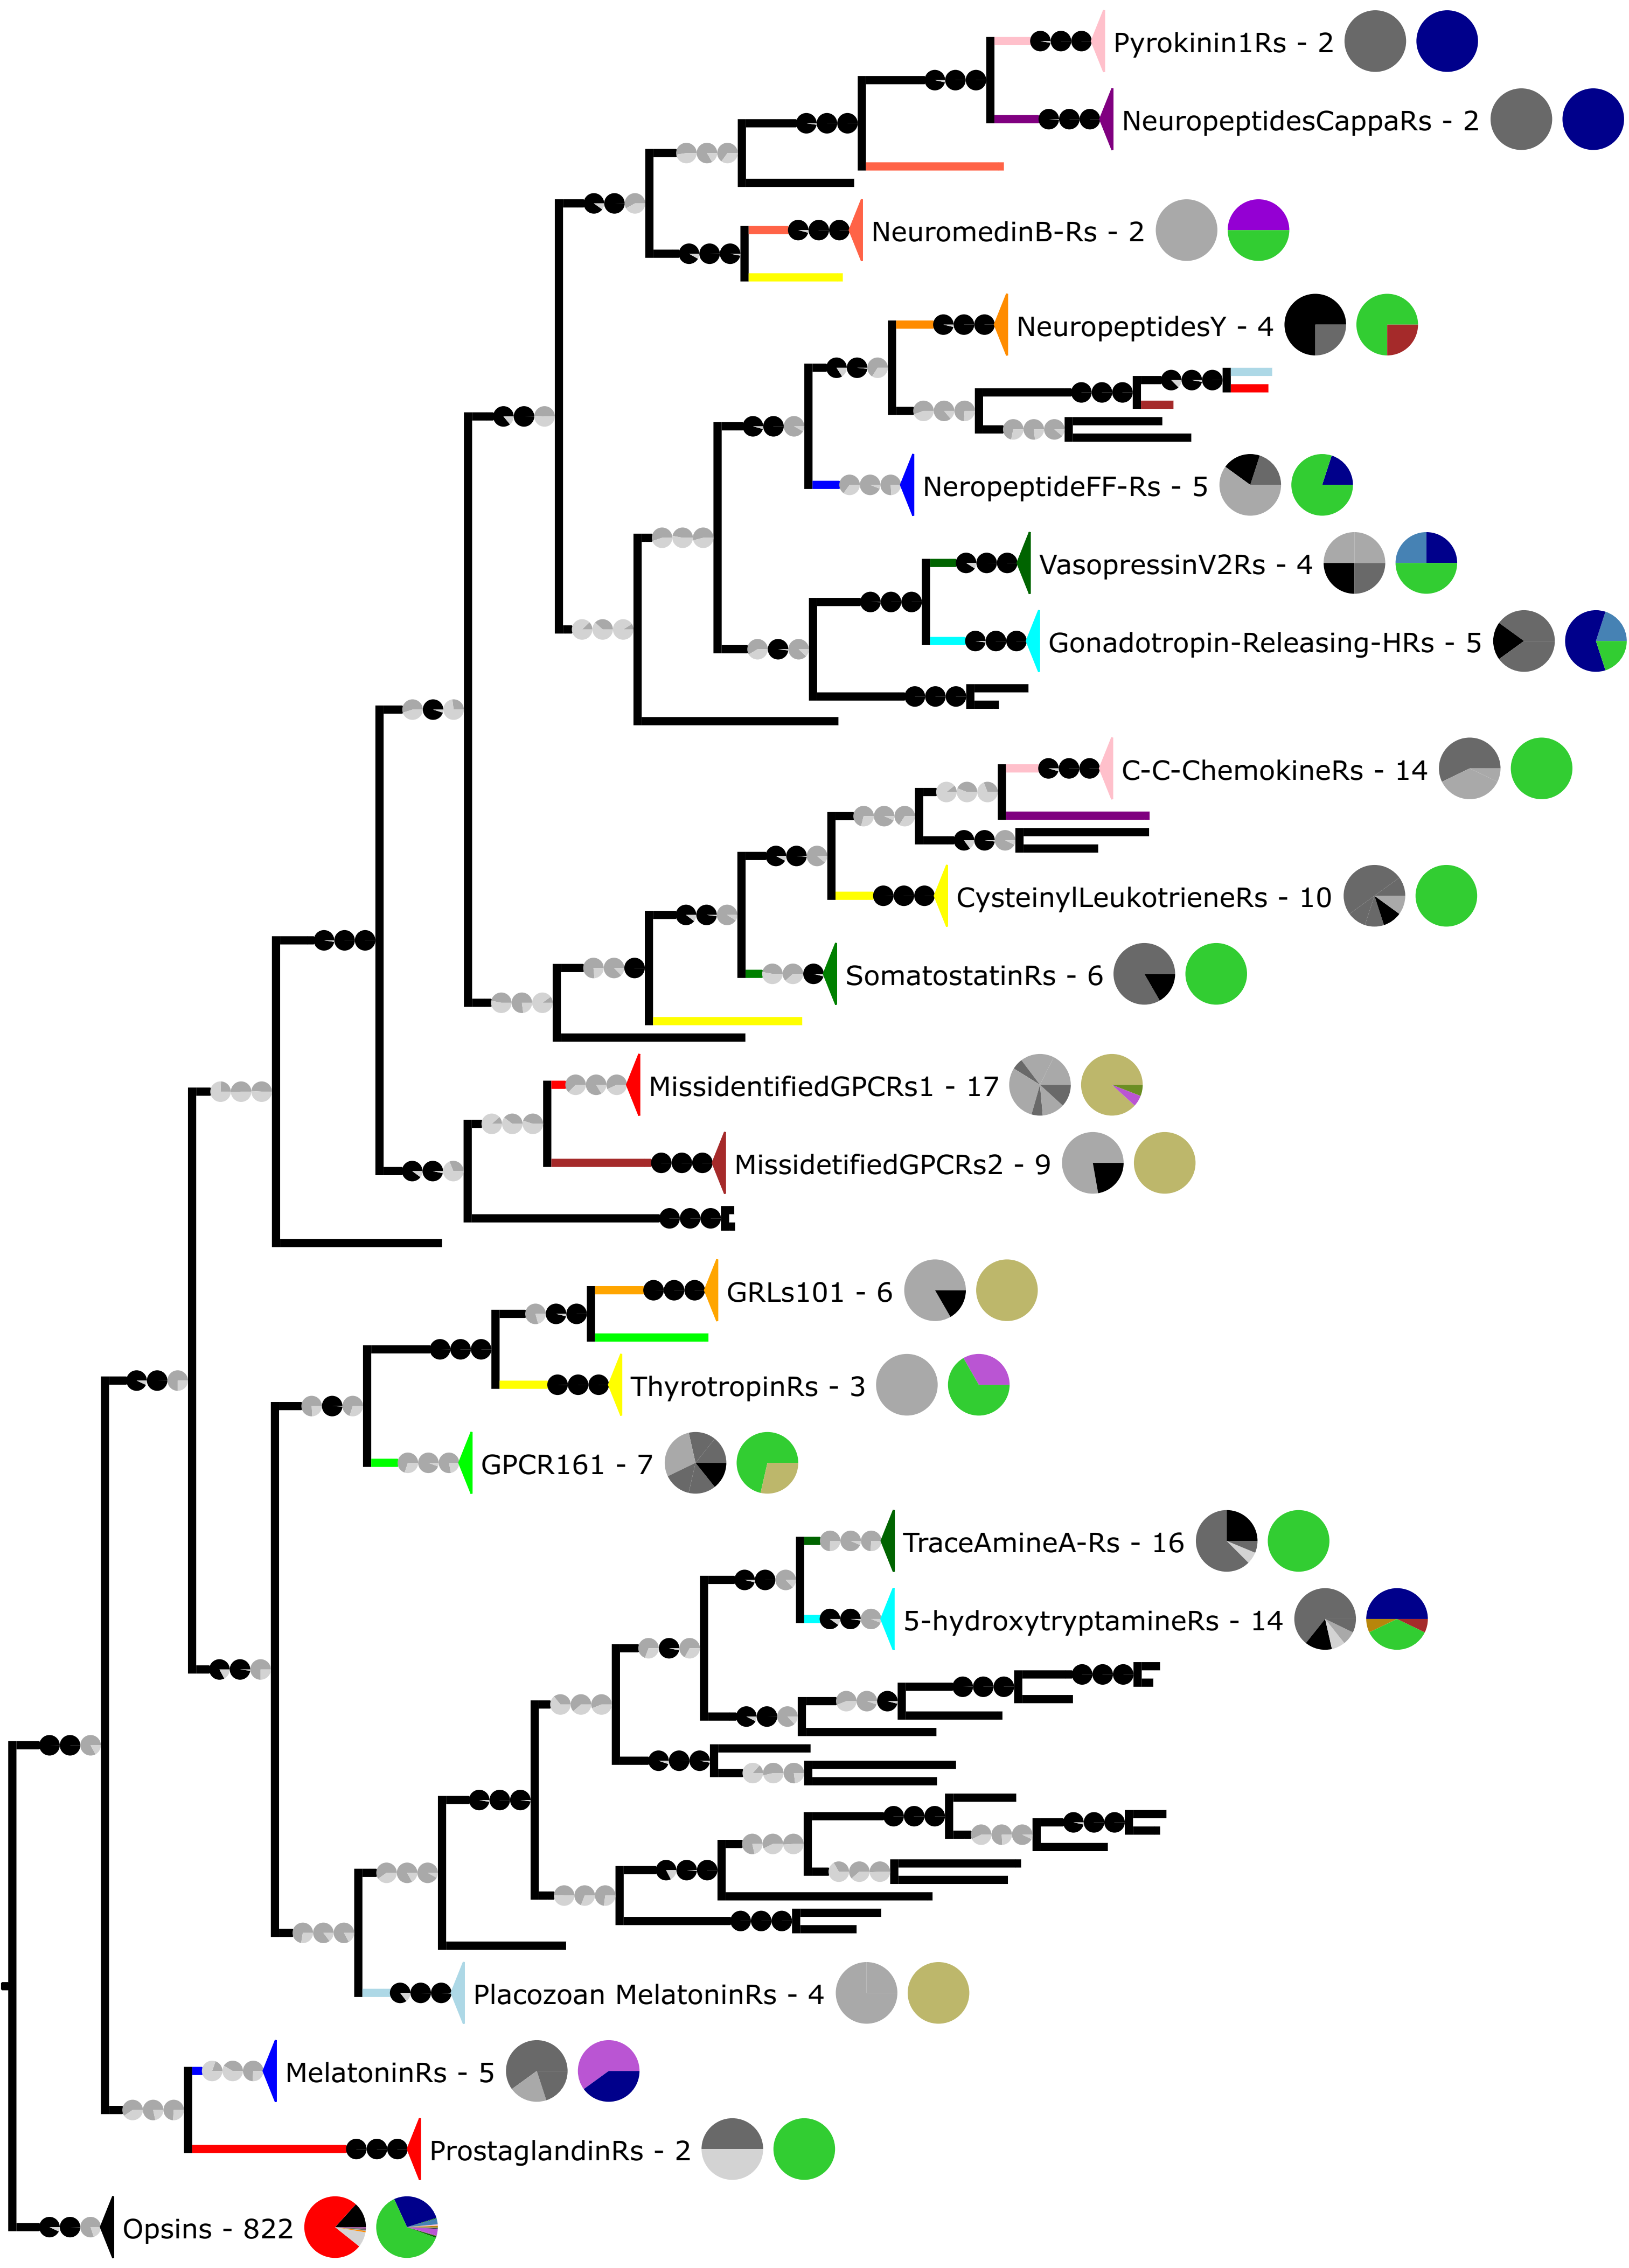 Pyrokinin1Rs - 2
NeuropeptidesCappaRs - 2
NeuromedinB-Rs - 2
NeuropeptidesY - 4
NeropeptideFF-Rs - 5
VasopressinV2Rs - 4
Gonadotropin-Releasing-HRs - 5
C-C-ChemokineRs - 14
CysteinylLeukotrieneRs - 10
SomatostatinRs - 6
MissidentifiedGPCRs1 - 17
MissidetifiedGPCRs2 - 9
GRLs101 - 6
ThyrotropinRs - 3
GPCR161 - 7
TraceAmineA-Rs - 16
5-hydroxytryptamineRs - 14
Placozoan MelatoninRs - 4
MelatoninRs - 5
ProstaglandinRs - 2
Opsins - 822